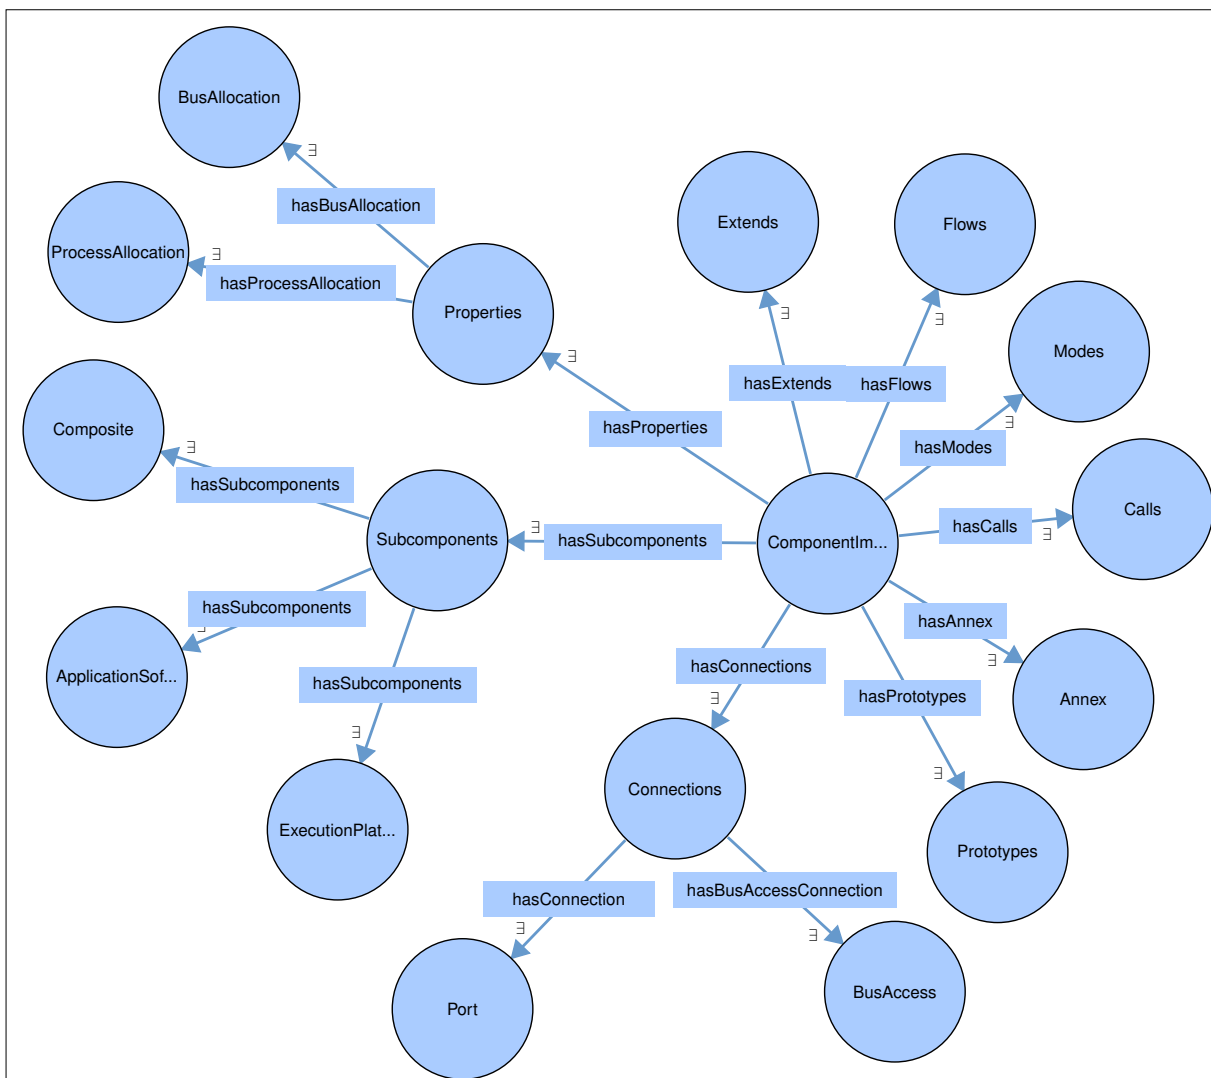 BusAllocation
∃
hasBusAllocation
ProcessAllocation
∃
hasProcessAllocation
Properties
∃
hasProperties
Extends
∃
hasExtends
Flows
∃
hasFlows
Modes
∃
hasModes
Calls
∃
hasCalls
Composite
∃
hasSubcomponents
Subcomponents
∃
hasSubcomponents
ComponentIm...
hasSubcomponents
∃
ApplicationSof...
hasSubcomponents
∃
ExecutionPlat...
hasAnnex
∃
Annex
hasConnections
∃
Connections
hasPrototypes
∃
Prototypes
hasConnection
∃
Port
hasBusAccessConnection
∃
BusAccess